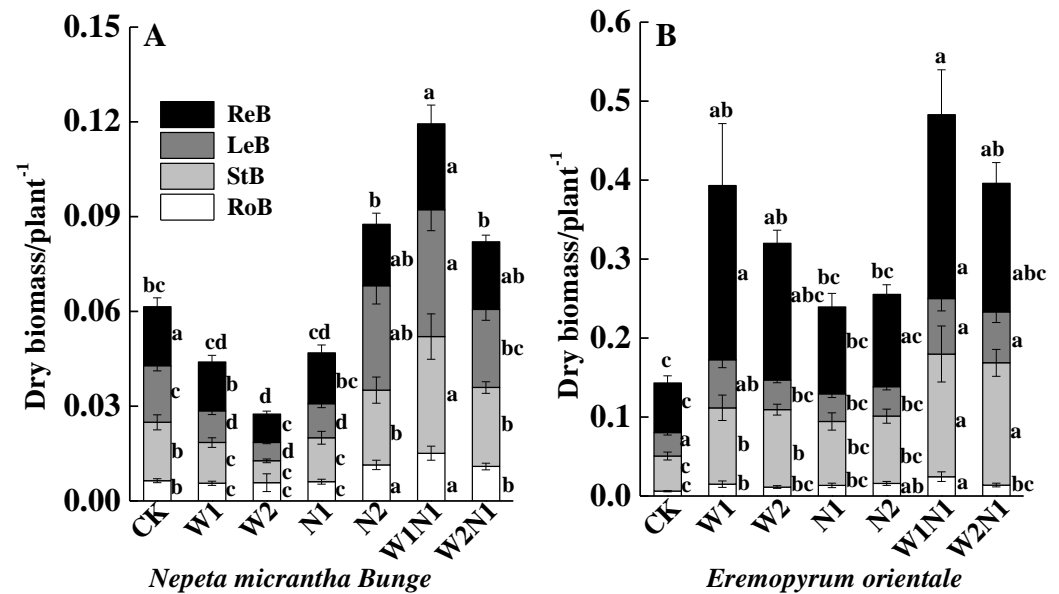 A
Dry biomass/plant⁻¹
0.15
0.12
0.09
0.06
0.03
0.00
ReB
LeB
StB
RoB
bc cd d cd b a b
a c b b
b d c c
c d c c
bc d c c
ab ab b a
a a a a
ab bc b b
CK W1 W2 N1 N2 W1N1 W2N1
Nepeta micrantha Bunge
B
Dry biomass/plant⁻¹
0.6
0.5
0.4
0.3
0.2
0.1
0.0
c ab ab bc bc a ab
c a c c
a ab b b
abc bc b bc
bc bc bc bc
ac bc bc ab
a a a a
abc a a bc
CK W1 W2 N1 N2 W1N1 W2N1
Eremopyrum orientale